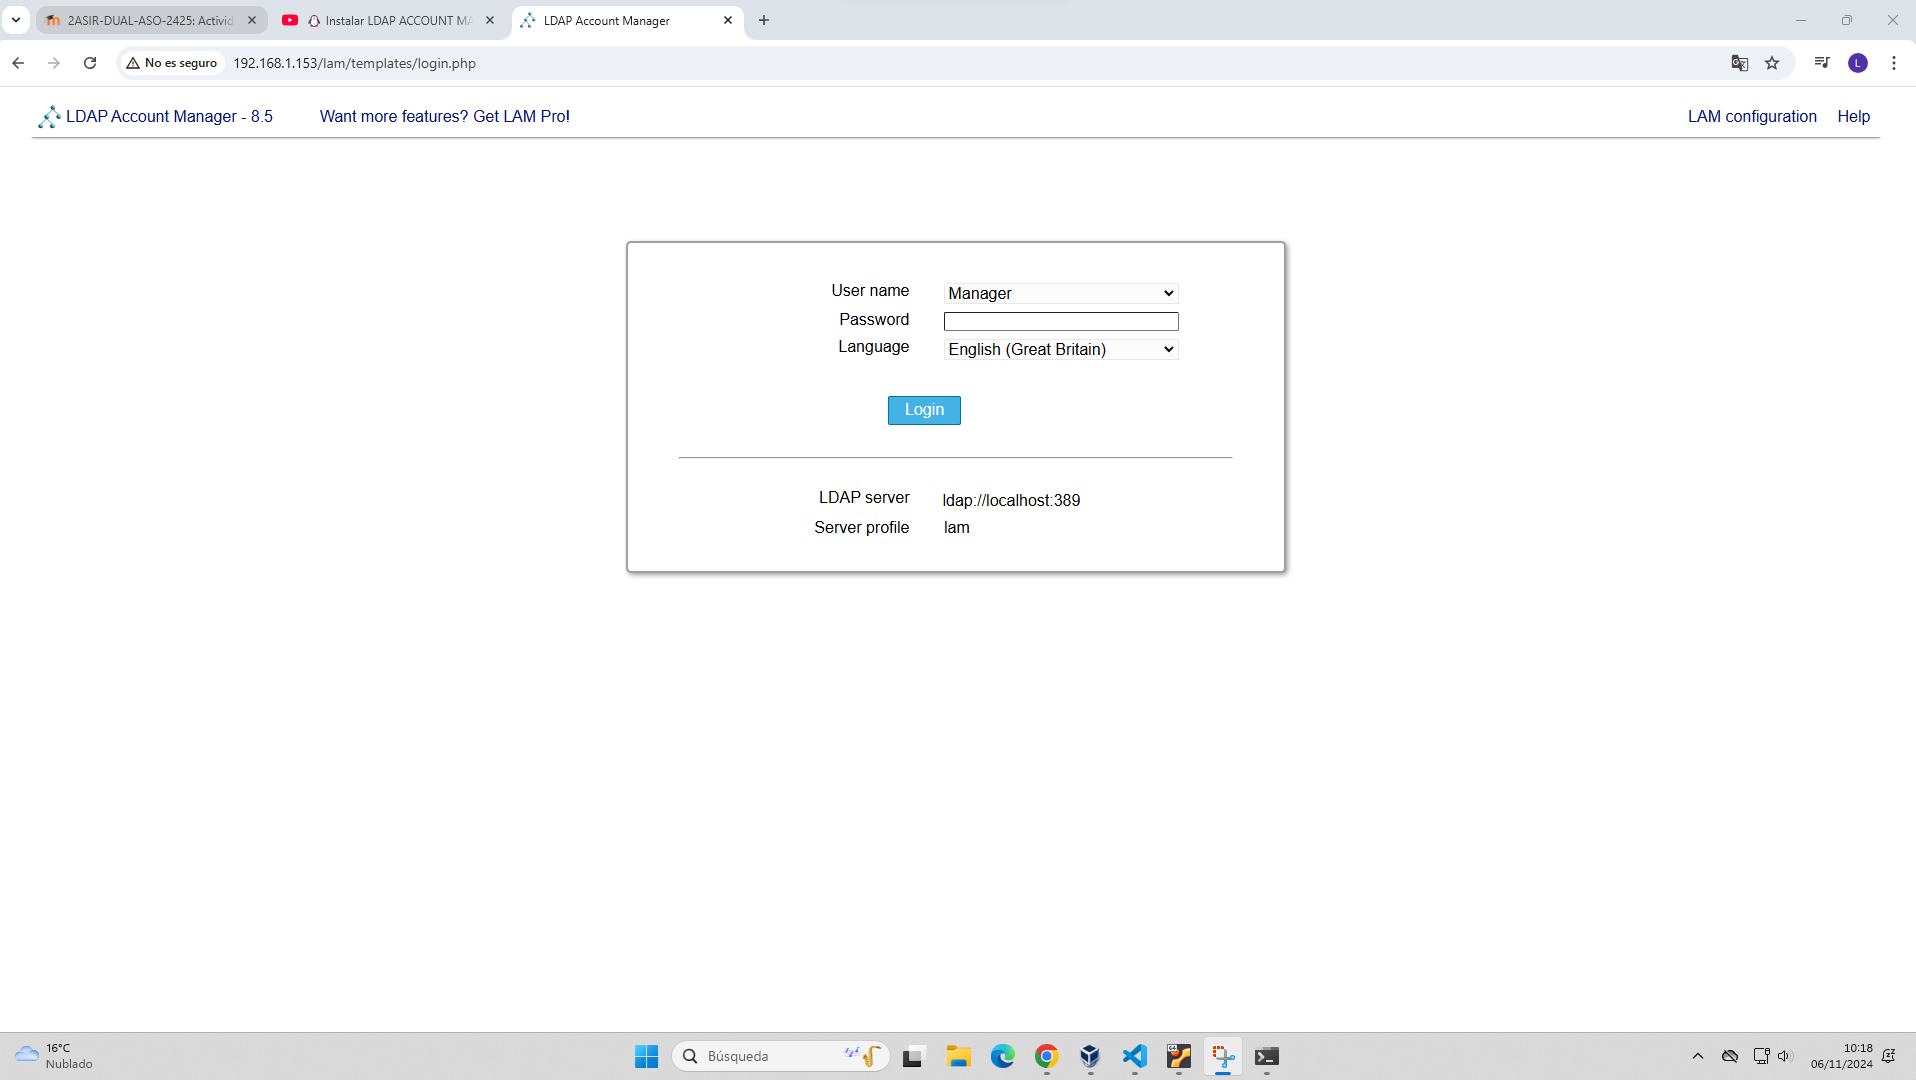 2ASIR-DUAL-ASO-2425: Activid
Instalar LDAP ACCOUNT MA
LDAP Account Manager
No es seguro
192.168.1.153/lam/templates/login.php
L
LDAP Account Manager - 8.5
Want more features? Get LAM Pro!
LAM configuration
Help
User name
Manager
Password
Language
English (Great Britain)
Login
LDAP server
ldap://localhost:389
Server profile
lam
16°C
Nublado
Búsqueda
10:18
06/11/2024